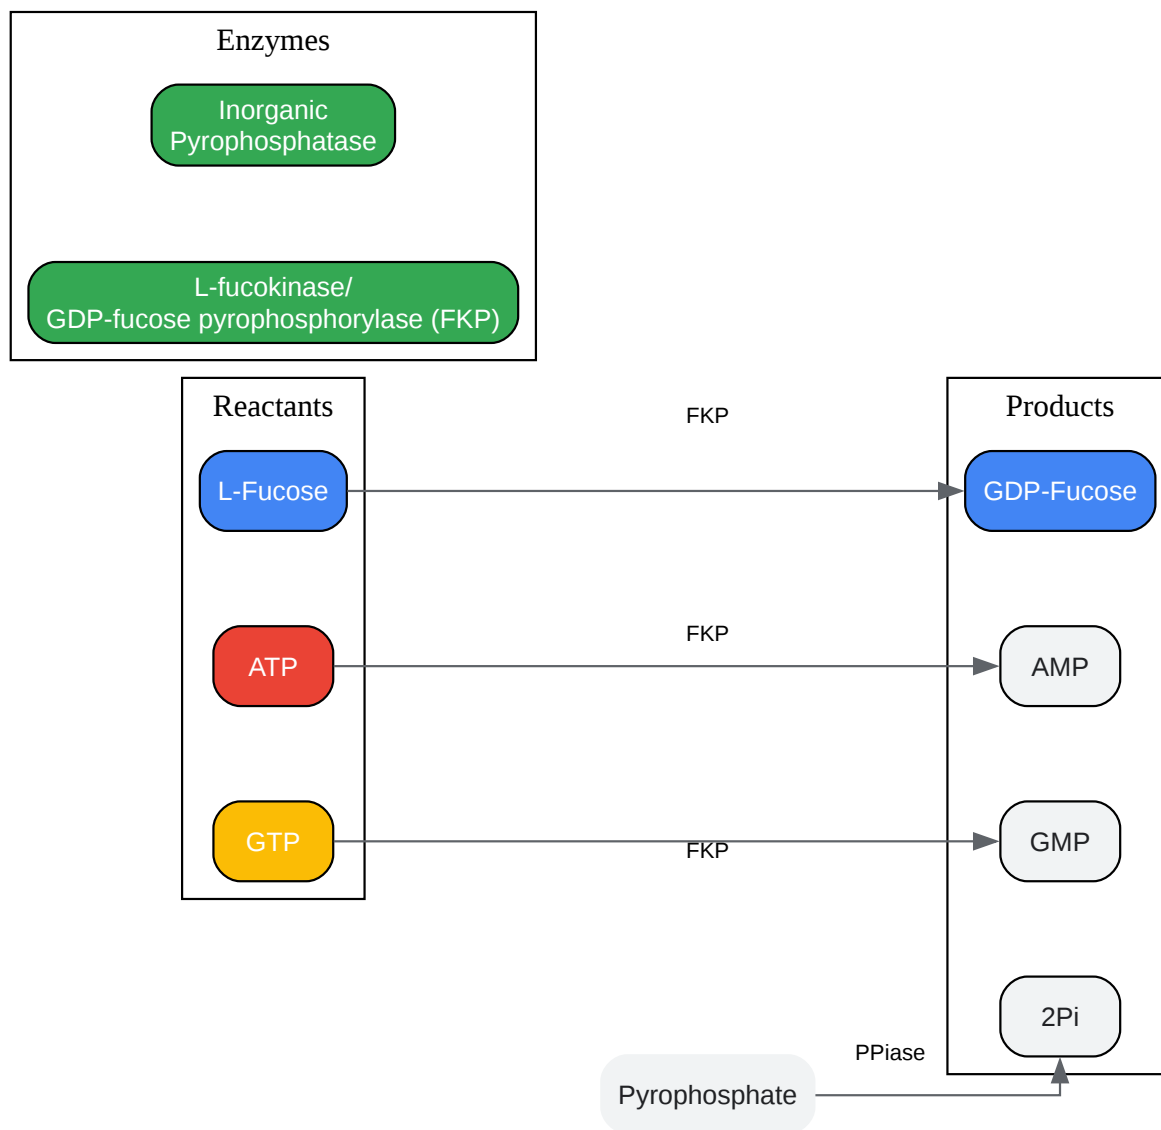 Enzymes
Inorganic
Pyrophosphatase
L-fucokinase/
GDP-fucose pyrophosphorylase (FKP)
Reactants
FKP
Products
L-Fucose
GDP-Fucose
FKP
ATP
AMP
GTP
FKP
GMP
2Pi
PPiase
Pyrophosphate